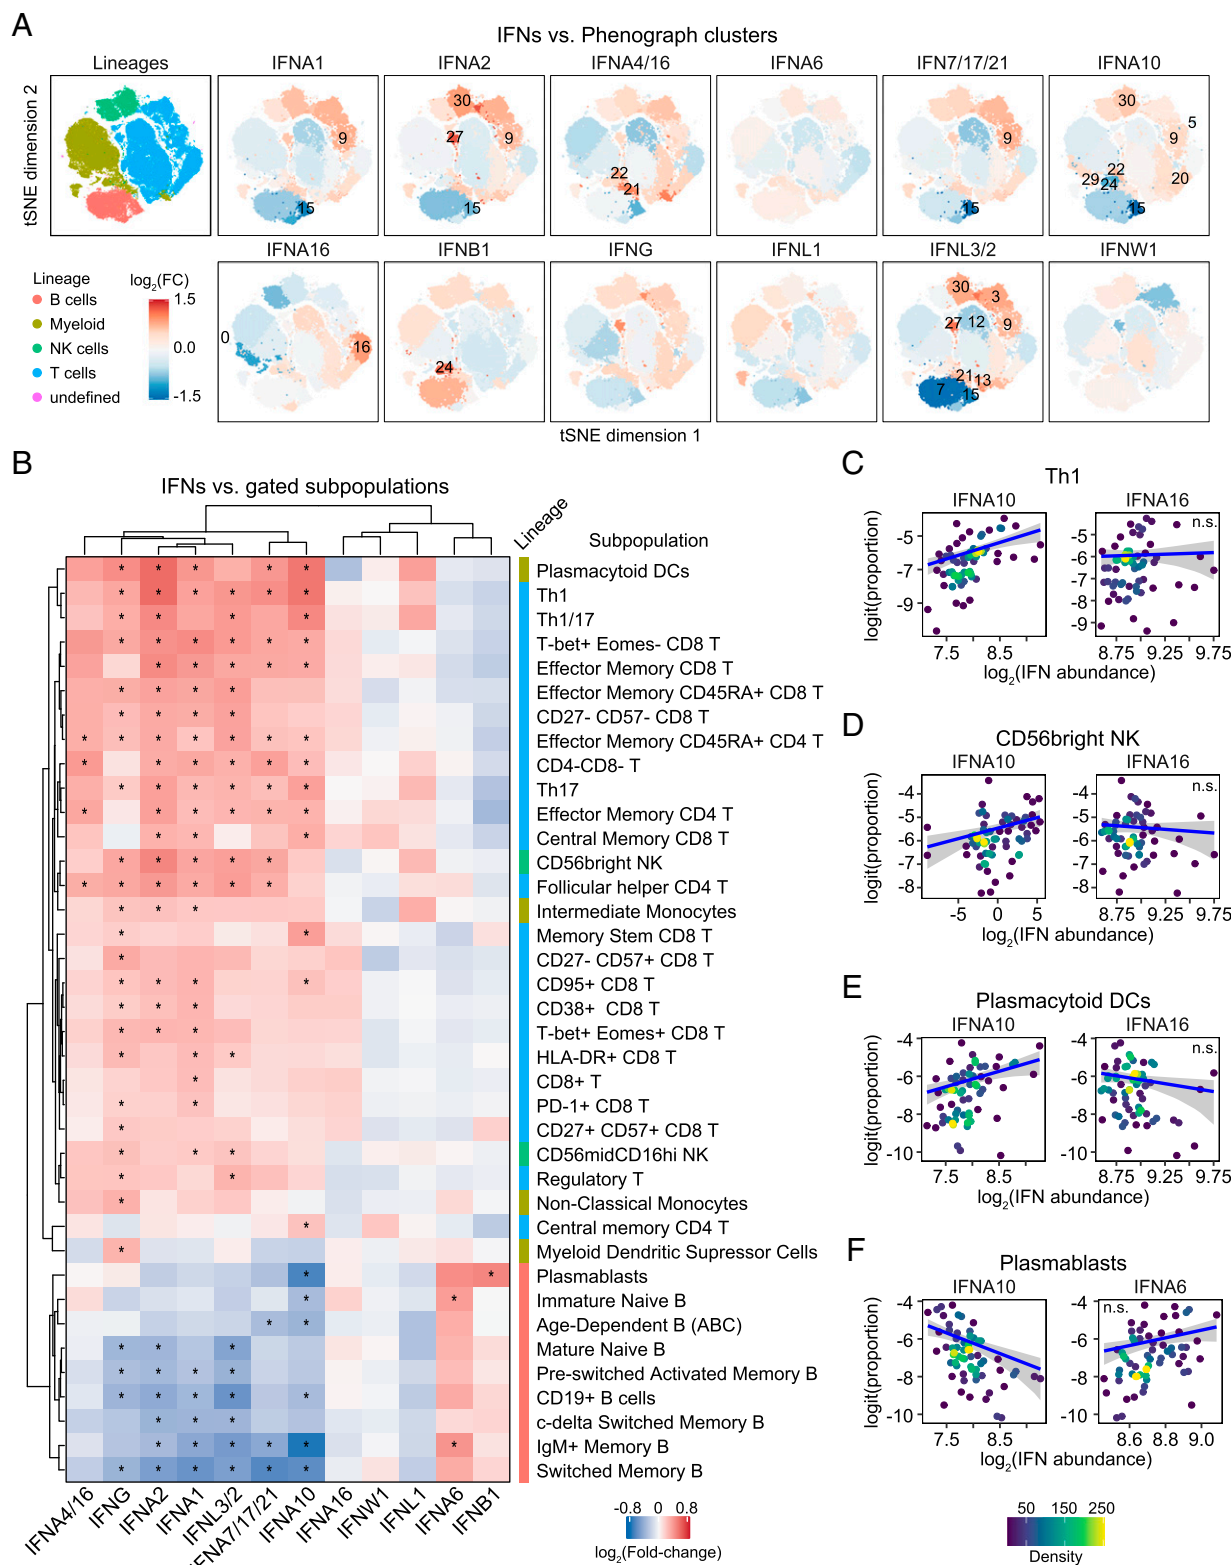 A
IFNs vs. Phenograph clusters
Lineages
IFNA1
IFNA2
IFNA4/16
IFNA6
IFN7/17/21
IFNA10
tSNE dimension 2
9
15
30
27
9
15
22
21
9
15
30
5
9
22
29
24
20
15
IFNA16
IFNB1
IFNG
IFNL1
IFNL3/2
IFNW1
0
16
24
30
3
27
12
9
21
13
7
15
tSNE dimension 1
Lineage
B cells
Myeloid
NK cells
T cells
undefined
log2(FC)
1.5
0.0
-1.5
B
IFNs vs. gated subpopulations
Lineage
Subpopulation
Plasmacytoid DCs
Th1
Th1/17
T-bet+ Eomes- CD8 T
Effector Memory CD8 T
Effector Memory CD45RA+ CD8 T
CD27- CD57- CD8 T
Effector Memory CD45RA+ CD4 T
CD4-CD8- T
Th17
Effector Memory CD4 T
Central Memory CD8 T
CD56bright NK
Follicular helper CD4 T
Intermediate Monocytes
Memory Stem CD8 T
CD27- CD57+ CD8 T
CD95+ CD8 T
CD38+ CD8 T
T-bet+ Eomes+ CD8 T
HLA-DR+ CD8 T
CD8+ T
PD-1+ CD8 T
CD27+ CD57+ CD8 T
CD56midCD16hi NK
Regulatory T
Non-Classical Monocytes
Central memory CD4 T
Myeloid Dendritic Supressor Cells
Plasmablasts
Immature Naive B
Age-Dependent B (ABC)
Mature Naive B
Pre-switched Activated Memory B
CD19+ B cells
c-delta Switched Memory B
IgM+ Memory B
Switched Memory B
IFNA4/16
IFNG
IFNA2
IFNA1
IFNL3/2
IFNA7/17/21
IFNA10
IFNA16
IFNW1
IFNL1
IFNA6
IFNB1
-0.8 0 0.8
log2(Fold-change)
C
Th1
IFNA10
IFNA16
n.s.
logit(proportion)
-5
-7
-9
-5
-6
-7
-8
-9
7.5 8.5
8.75 9.25 9.75
log2(IFN abundance)
D
CD56bright NK
IFNA10
IFNA16
n.s.
logit(proportion)
-4
-5
-6
-7
-8
-4
-5
-6
-7
-8
-5 0 5
8.75 9.25 9.75
log2(IFN abundance)
E
Plasmacytoid DCs
IFNA10
IFNA16
n.s.
logit(proportion)
-4
-6
-8
-10
-4
-6
-8
-10
7.5 8.5
8.75 9.25 9.75
log2(IFN abundance)
F
Plasmablasts
IFNA10
IFNA6
n.s.
logit(proportion)
-4
-6
-8
-10
-4
-6
-8
-10
7.5 8.5
8.6 8.8 9.0
log2(IFN abundance)
50 150 250
Density